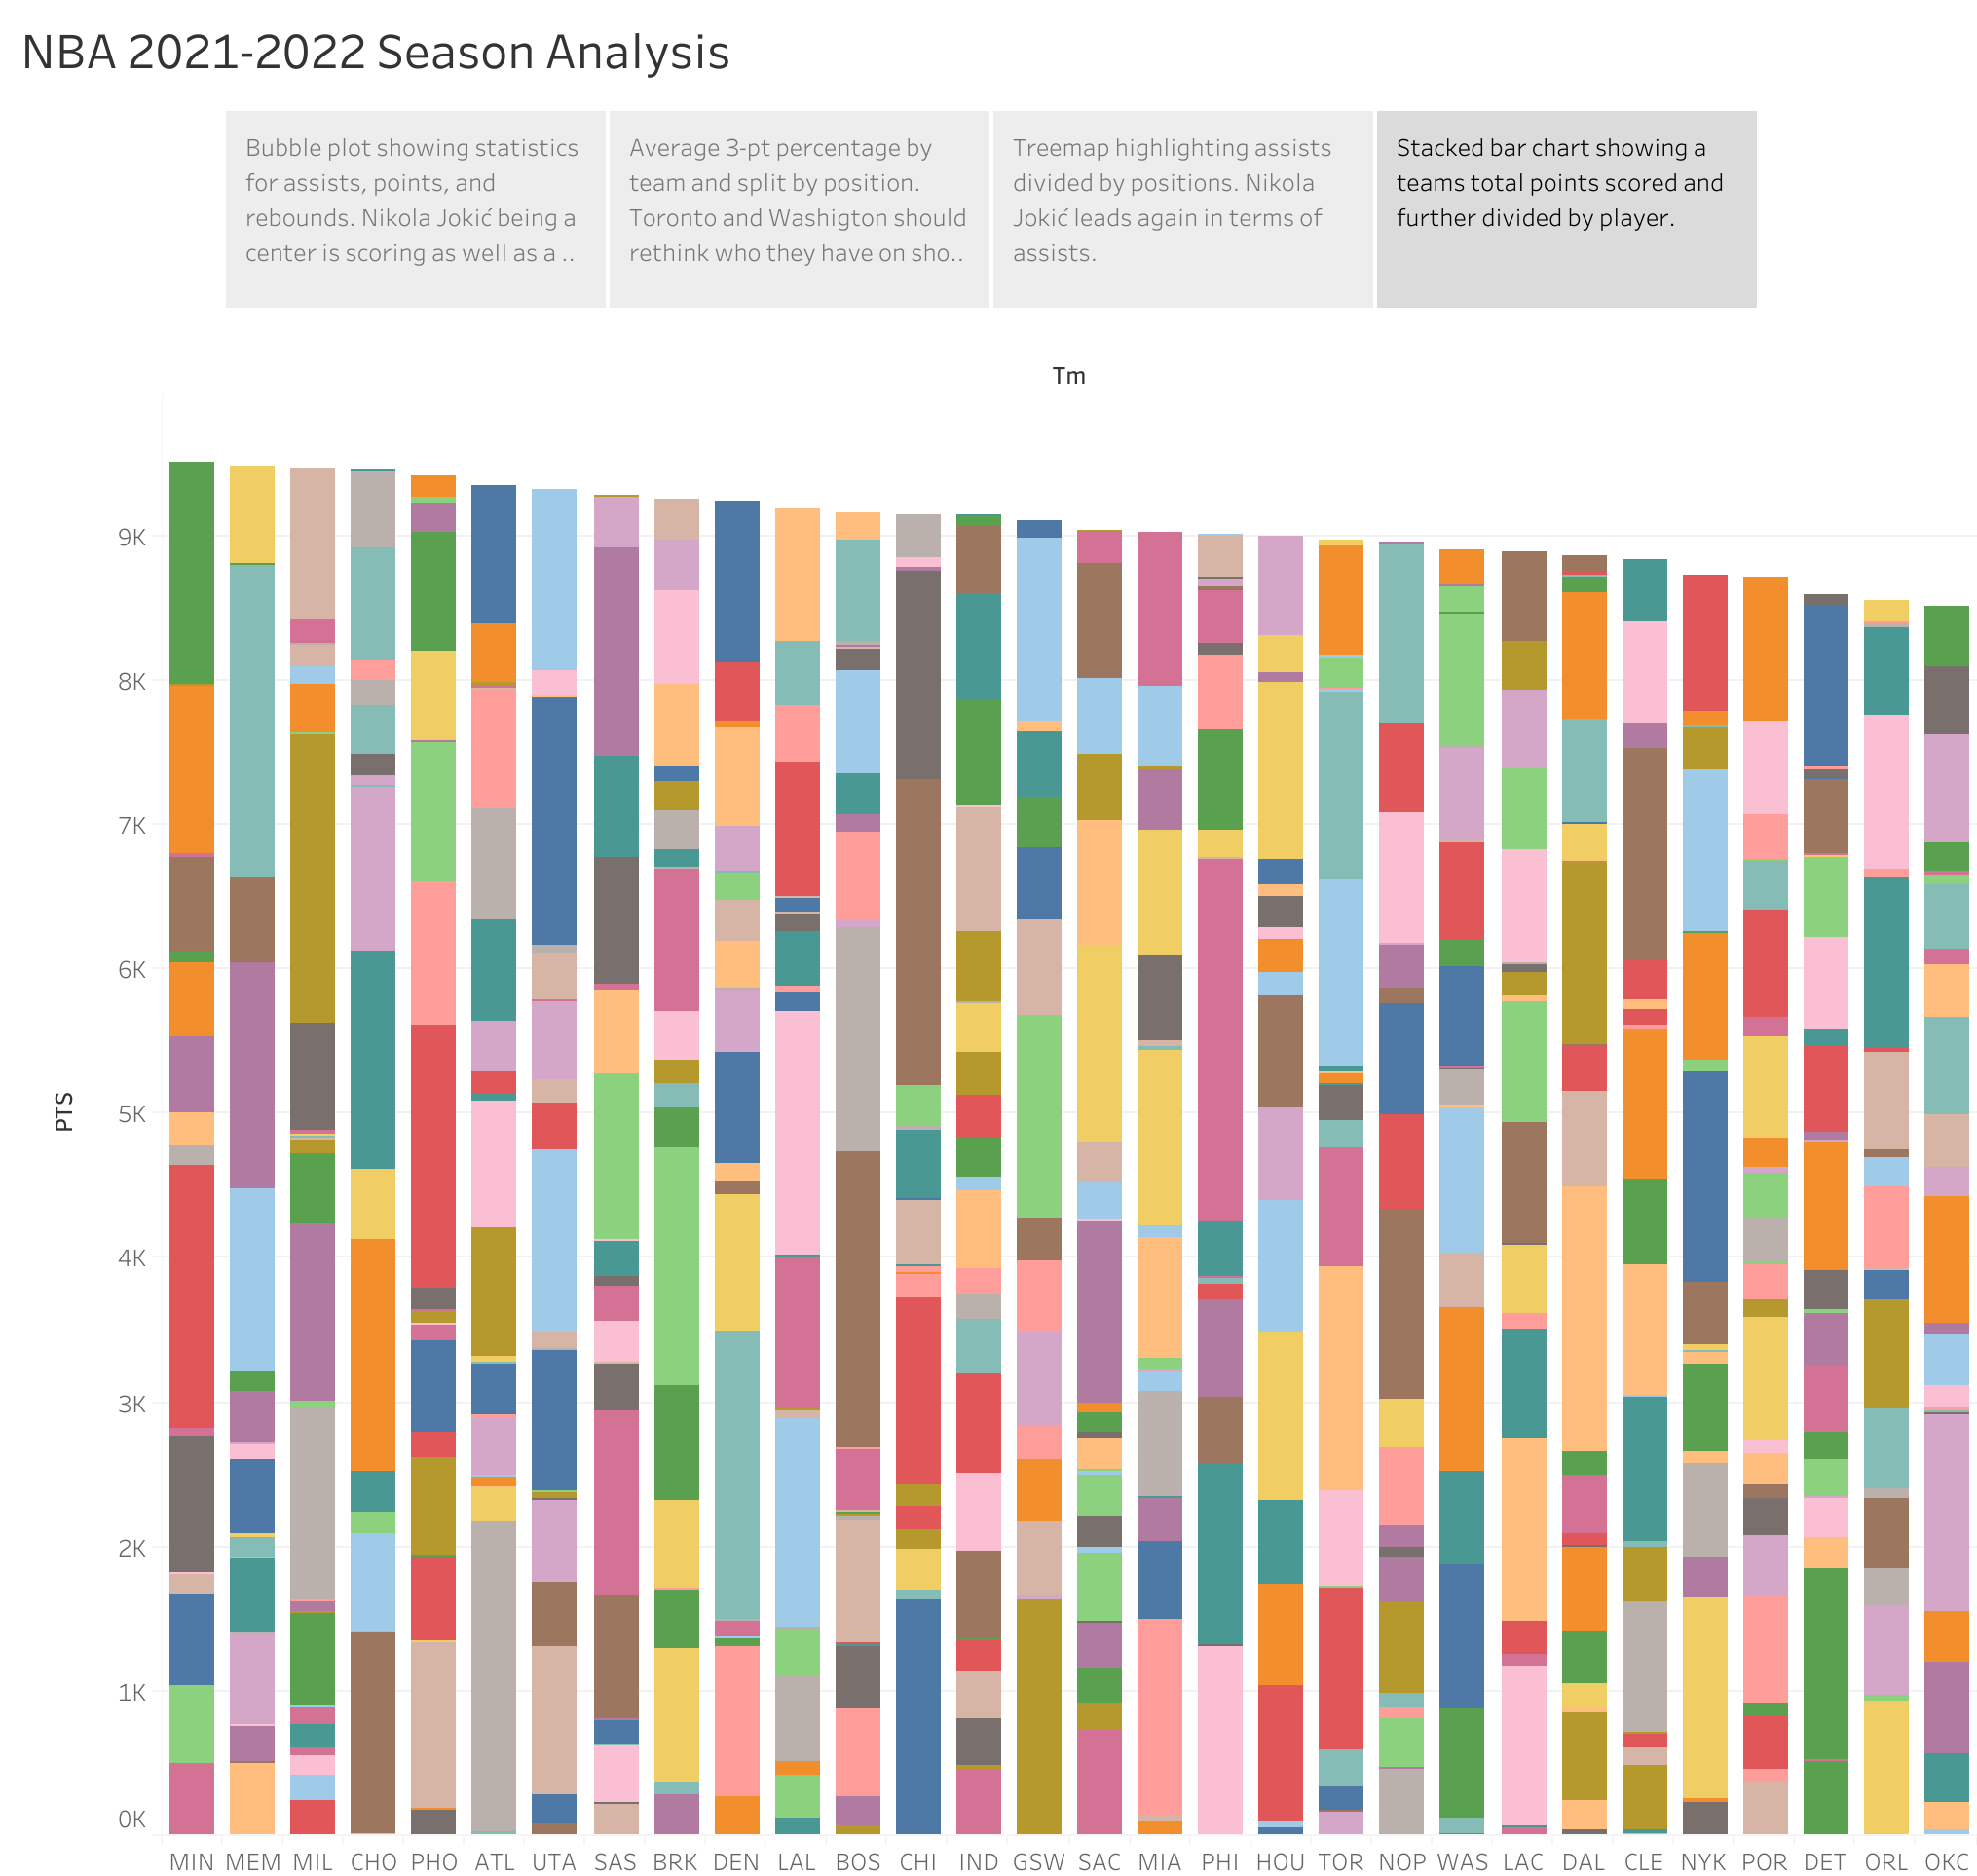 NBA 2021-2022 Season Analysis
Bubble plot showing statistics
for assists, points, and
rebounds. Nikola Jokić being a
center is scoring as well as a ..
Average 3-pt percentage by
team and split by position.
Toronto and Washigton should
rethink who they have on sho..
Treemap highlighting assists
divided by positions. Nikola
Jokić leads again in terms of
assists.
Stacked bar chart showing a
teams total points scored and
further divided by player.
Tm
9K
8K
7K
6K
5K
4K
3K
2K
1K
0K
PTS
MIN MEM MIL CHO PHO ATL UTA SAS BRK DEN LAL BOS CHI IND GSW SAC MIA PHI HOU TOR NOP WAS LAC DAL CLE NYK POR DET ORL OKC